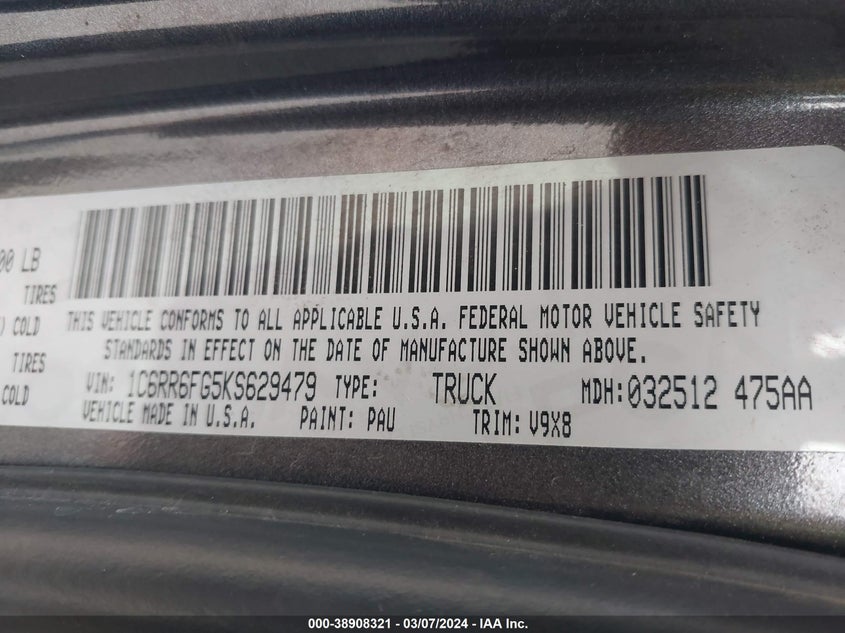 00 LB
TIRES
) COLD
TIRES
COLD
THIS VEHICLE CONFORMS TO ALL APPLICABLE U.S.A. FEDERAL MOTOR VEHICLE SAFETY
STANDARDS IN EFFECT ON THE DATE OF MANUFACTURE SHOWN ABOVE.
VIN: 1C6RR6FG5KS629479 TYPE: TRUCK MDH:032512 475AA
VEHICLE MADE IN U.S.A. PAINT: PAU TRIM: V9X8
000-38908321 - 03/07/2024 - IAA Inc.